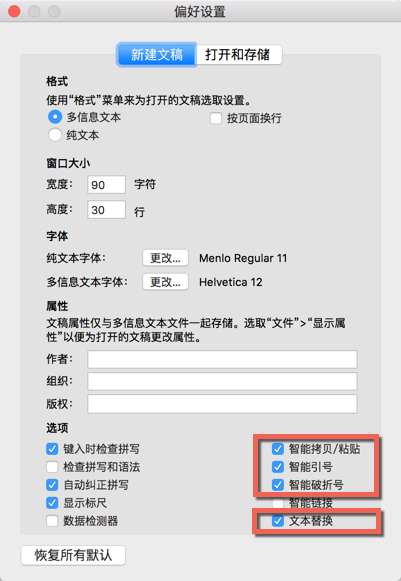 偏好设置
新建文稿 打开和存储
格式
使用“格式”菜单来为打开的文稿选取设置。
多信息文本 按页面换行
纯文本
窗口大小
宽度： 90 字符
高度： 30 行
字体
纯文本字体： 更改... Menlo Regular 11
多信息文本字体： 更改... Helvetica 12
属性
文稿属性仅与多信息文本文件一起存储。选取“文件”>“显示属
性”以便为打开的文稿更改属性。
作者：
组织：
版权：
选项
键入时检查拼写 智能拷贝/粘贴
检查拼写和语法 智能引号
自动纠正拼写 智能破折号
显示标尺 智能链接
数据检测器 文本替换
恢复所有默认